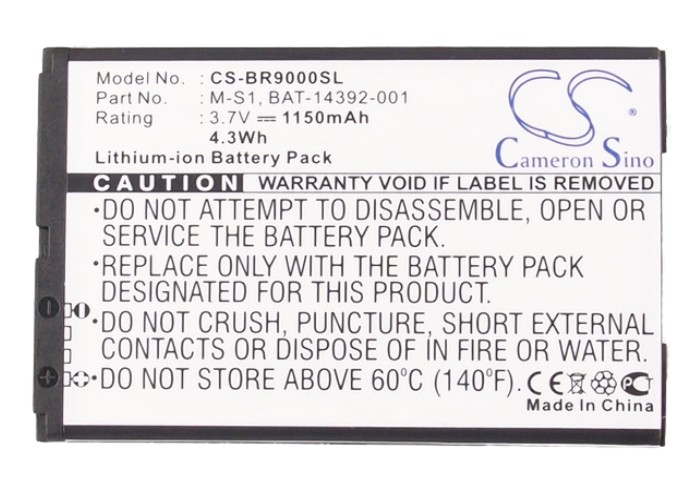 Model No. : CS-BR9000SL
Part No. : M-S1, BAT-14392-001
Rating : 3.7V ⎓ 1150mAh
4.3Wh
Lithium-ion Battery Pack
CS
Cameron Sino
CAUTION WARRANTY VOID IF LABEL IS REMOVED
•DO NOT ATTEMPT TO DISASSEMBLE, OPEN OR
SERVICE THE BATTERY PACK.
•REPLACE ONLY WITH THE BATTERY PACK
DESIGNATED FOR THIS PRODUCT.
•DO NOT CRUSH, PUNCTURE, SHORT EXTERNAL
CONTACTS OR DISPOSE OF IN FIRE OR WATER.
•DO NOT STORE ABOVE 60°C (140°F).
CE PCT
Made In China